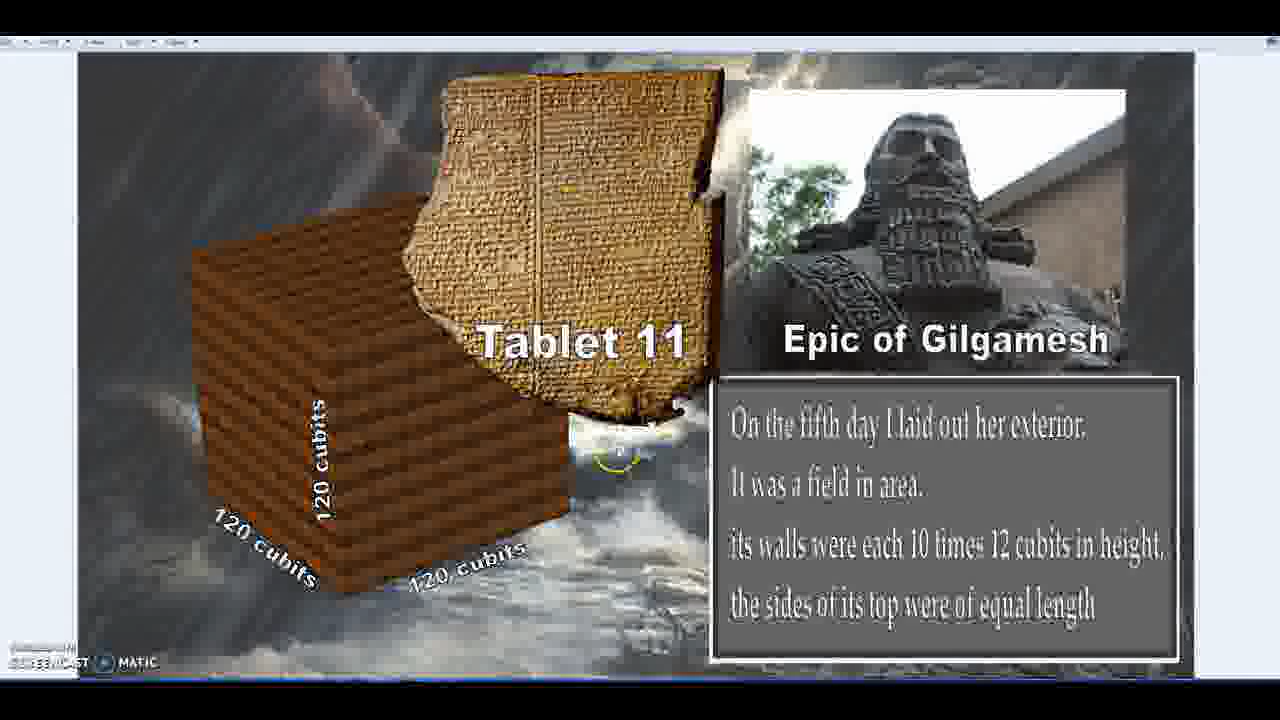 Tablet 11
Epic of Gilgamesh
120 cubits
120 cubits
120 cubits
On the fifth day I laid out her exterior.
It was a field in area.
its walls were each 10 times 12 cubits in height,
the sides of its top were of equal length
SCREENCAST MATIC